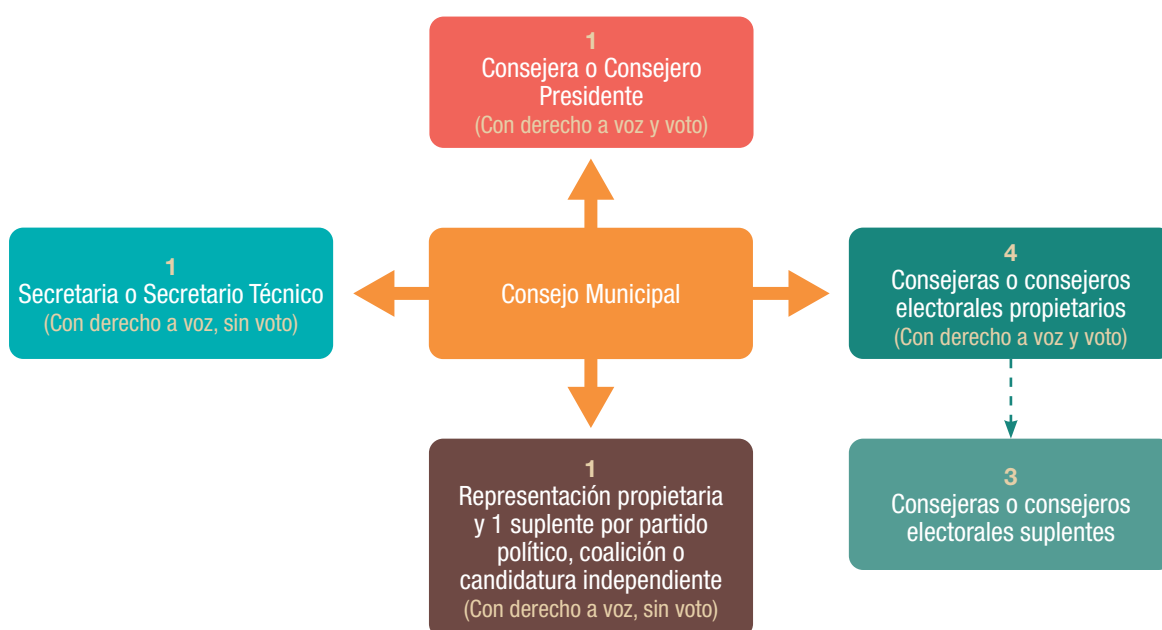 1
Consejera o Consejero
Presidente
(Con derecho a voz y voto)
1
Secretaria o Secretario Técnico
(Con derecho a voz, sin voto)
Consejo Municipal
4
Consejeras o consejeros
electorales propietarios
(Con derecho a voz y voto)
1
Representación propietaria
y 1 suplente por partido
político, coalición o
candidatura independiente
(Con derecho a voz, sin voto)
3
Consejeras o consejeros
electorales suplentes